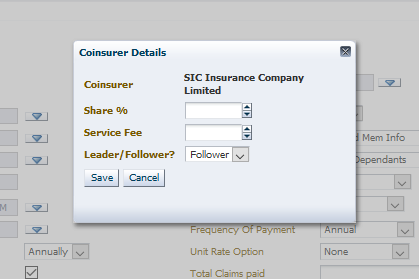 Coinsurer Details
Coinsurer SIC Insurance Company
Limited
Share %
Service Fee
d Mem Info
Leader/Follower? Follower
Dependants
Save Cancel
M
Frequency Of Payment Annual
Annually Unit Rate Option None
Total Claims paid